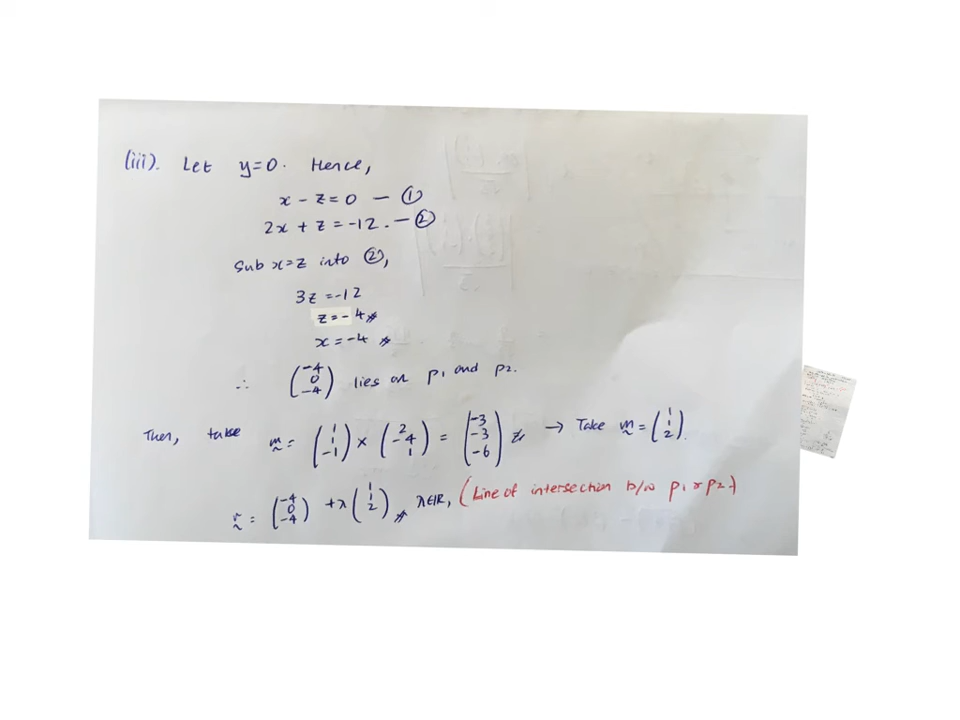 (iii). Let y=0. Hence,
x - z = 0 — ①
2x + z = -12. — ②
Sub x=z into ②,
3z = -12
z = -4
x = -4
∴ (-4 0 -4) lies on p1 and p2.
Then, take m = (1 1 -1) × (2 -4 1) = (-3 -3 -6) → Take m = (1 1 2).
r = (-4 0 -4) + λ (1 1 2), λ∈ℝ, (Line of intersection b/w p1 & p2)